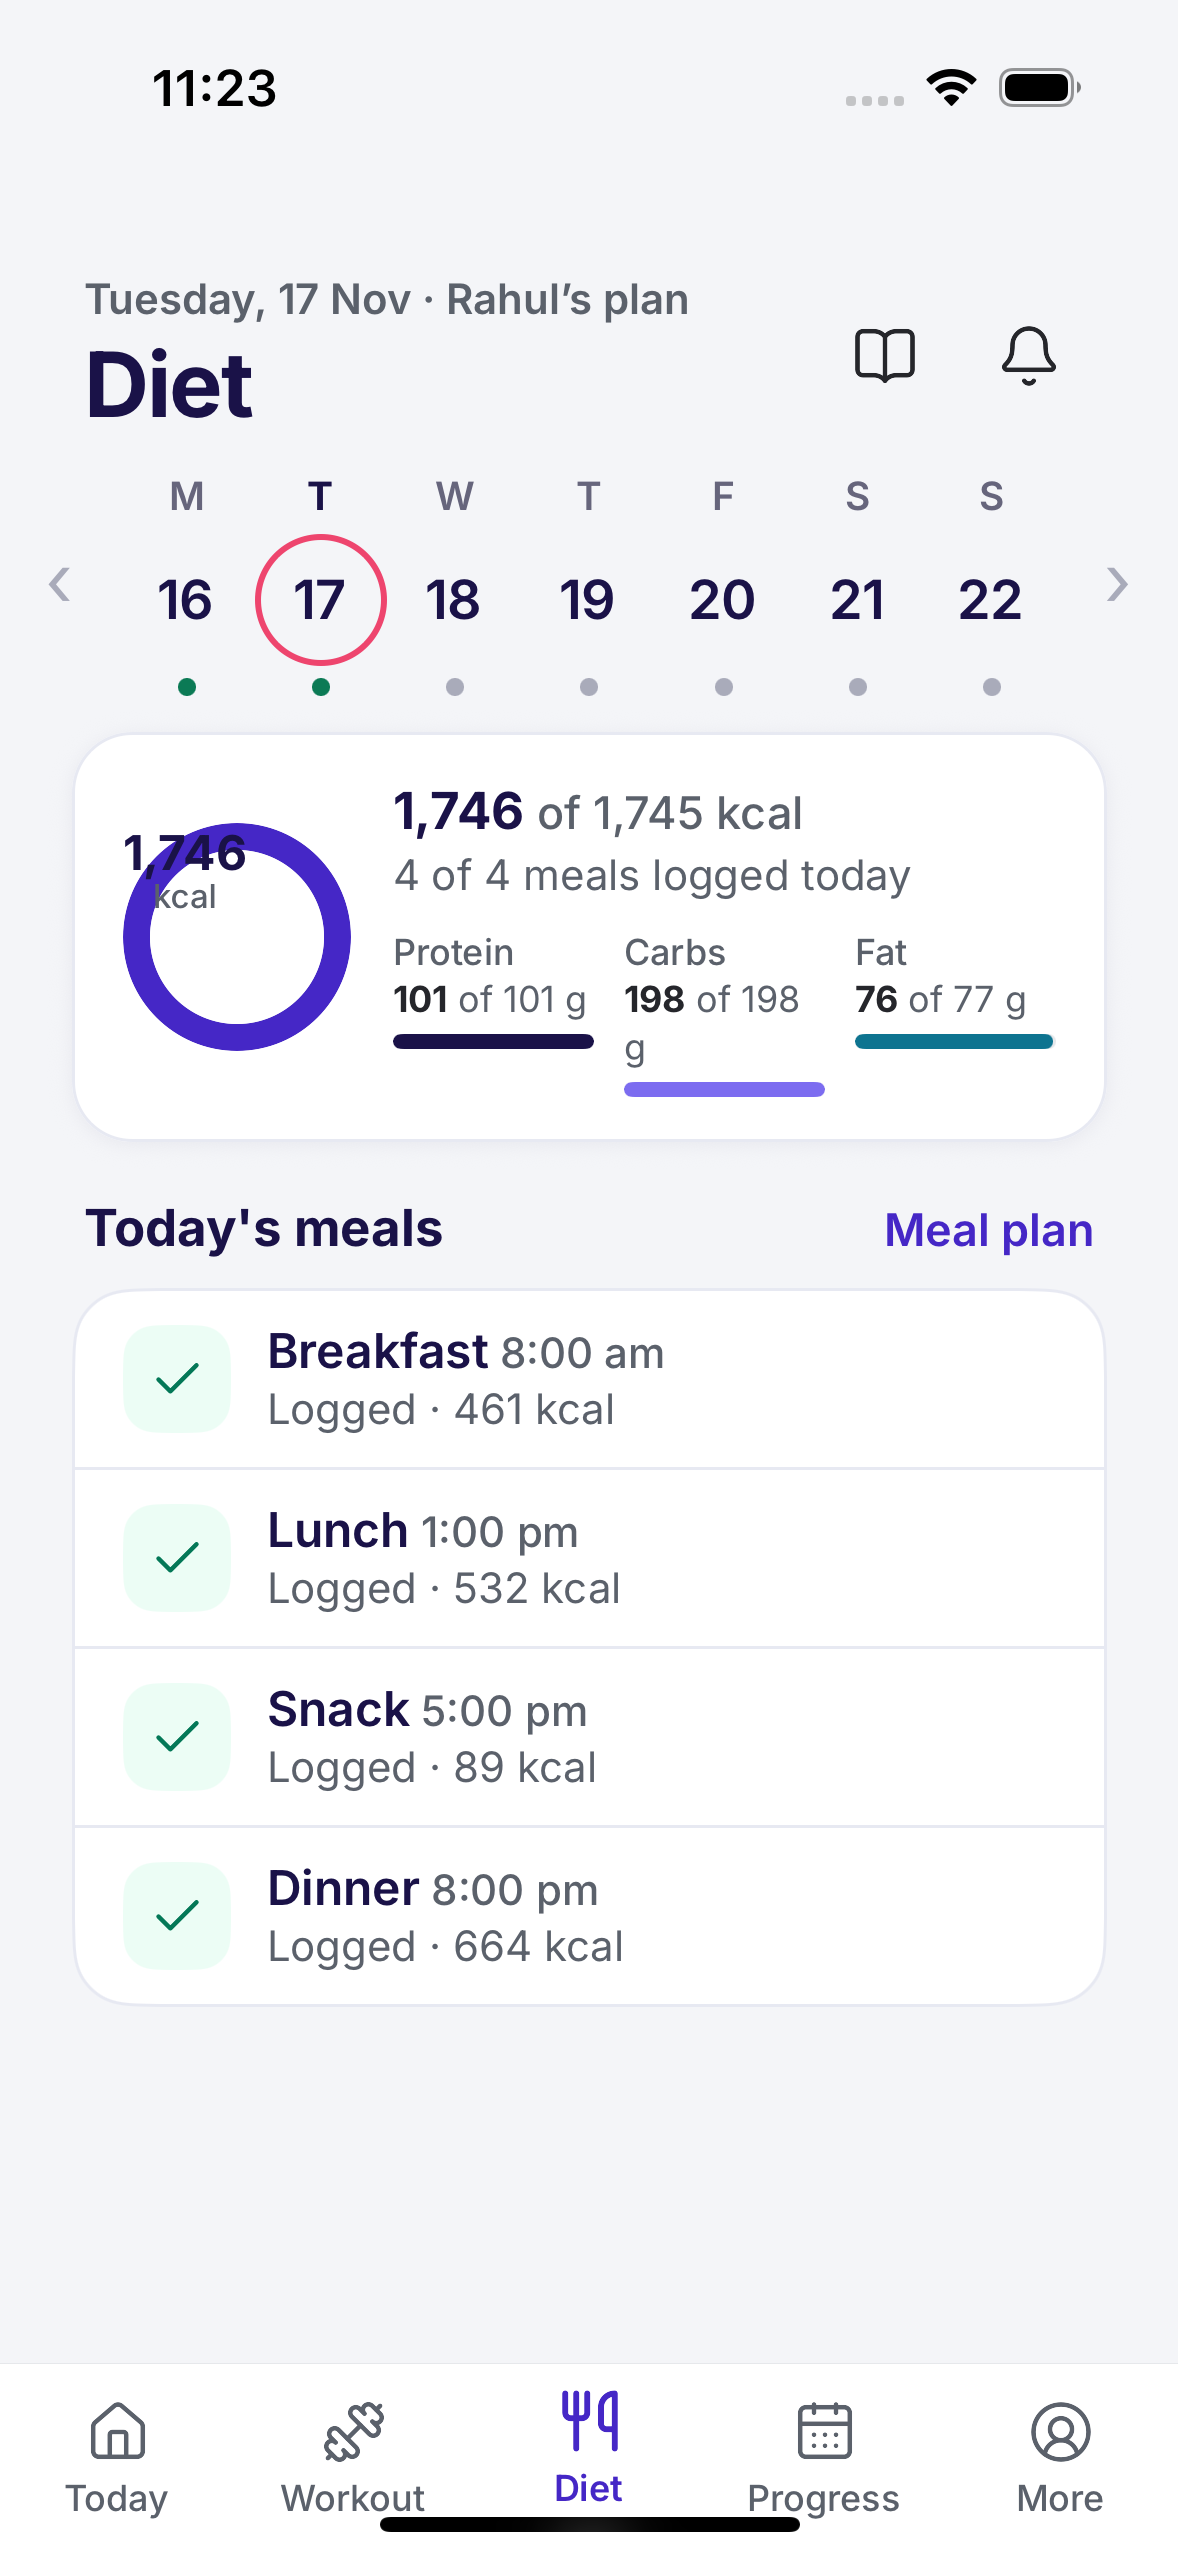 11:23
Tuesday, 17 Nov · Rahul’s plan
Diet
M T W T F S S
16 17 18 19 20 21 22
1,746
kcal
1,746 of 1,745 kcal
4 of 4 meals logged today
Protein
101 of 101 g
Carbs
198 of 198
g
Fat
76 of 77 g
Today's meals
Meal plan
Breakfast 8:00 am
Logged · 461 kcal
Lunch 1:00 pm
Logged · 532 kcal
Snack 5:00 pm
Logged · 89 kcal
Dinner 8:00 pm
Logged · 664 kcal
Today
Workout
Diet
Progress
More